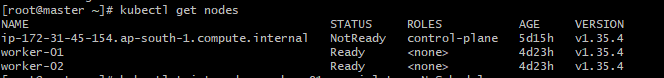 [root@master ~]# kubectl get nodes
NAME STATUS ROLES AGE VERSION
ip-172-31-45-154.ap-south-1.compute.internal NotReady control-plane 5d15h v1.35.4
worker-01 Ready <none> 4d23h v1.35.4
worker-02 Ready <none> 4d23h v1.35.4